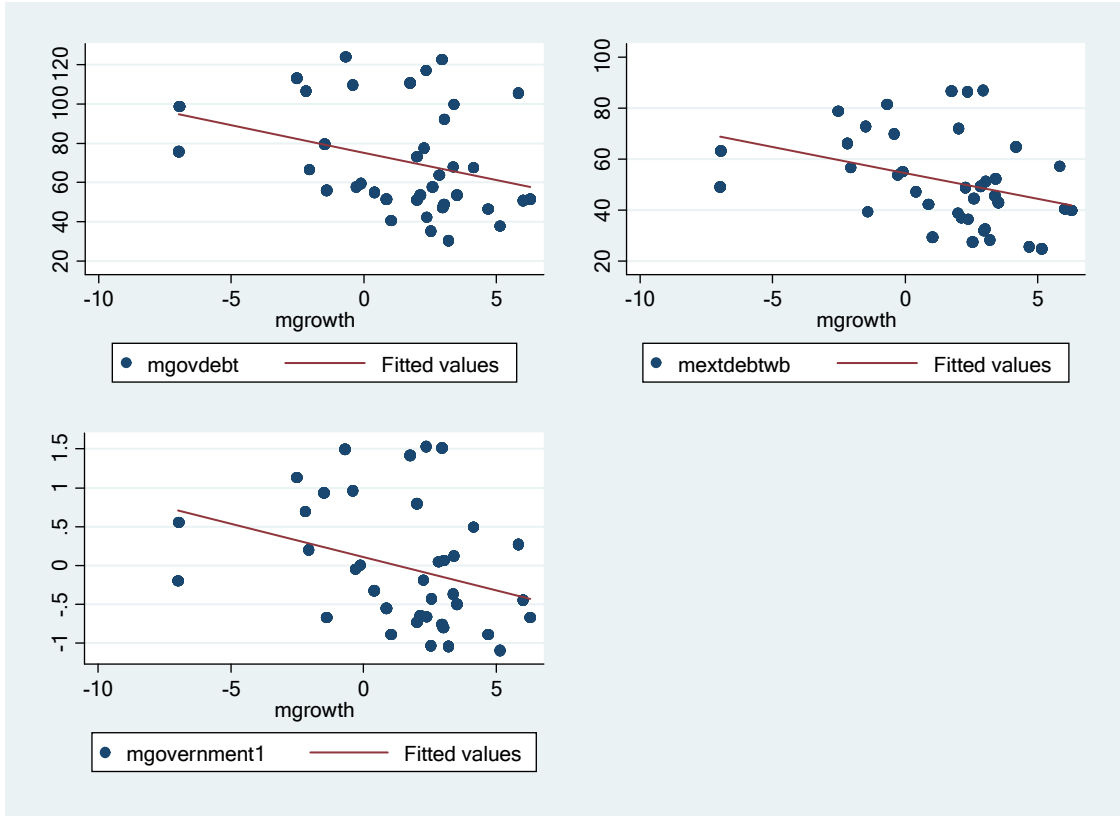 120
100
80
60
40
20
-10 -5 0 5
mgrowth
mgovdebt Fitted values
100
80
60
40
20
-10 -5 0 5
mgrowth
mextdebtwb Fitted values
1.5
1
.5
0
-.5
-1
-10 -5 0 5
mgrowth
mgovernment1 Fitted values